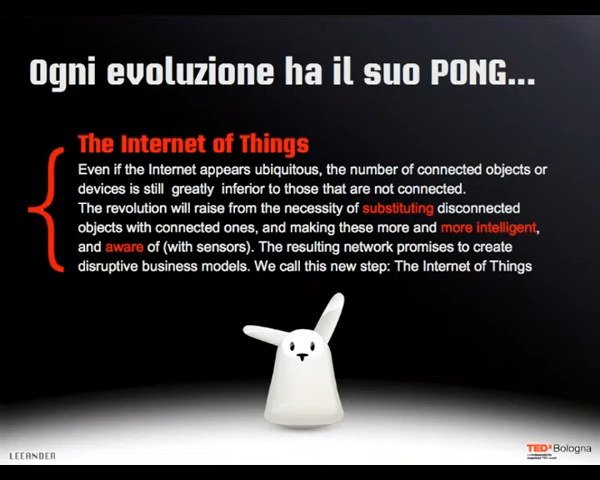 Ogni evoluzione ha il suo PONG...
The Internet of Things
Even if the Internet appears ubiquitous, the number of connected objects or
devices is still greatly inferior to those that are not connected.
The revolution will raise from the necessity of substituting disconnected
objects with connected ones, and making these more and more intelligent,
and aware of (with sensors). The resulting network promises to create
disruptive business models. We call this new step: The Internet of Things
LEEANDER
TEDxBologna